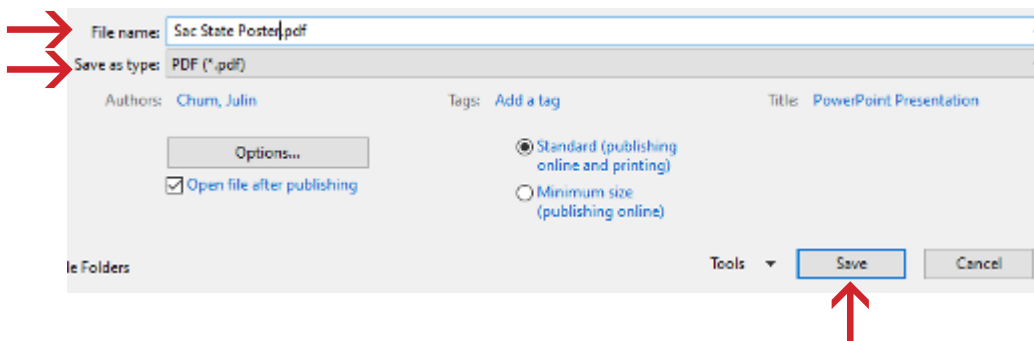 File name: Sac State Poster.pdf
Save as type: PDF (*.pdf)
Authors: Chum, Julin Tags: Add a tag Title: PowerPoint Presentation
Options...
Open file after publishing
Standard (publishing
online and printing)
Minimum size
(publishing online)
le Folders Tools Save Cancel